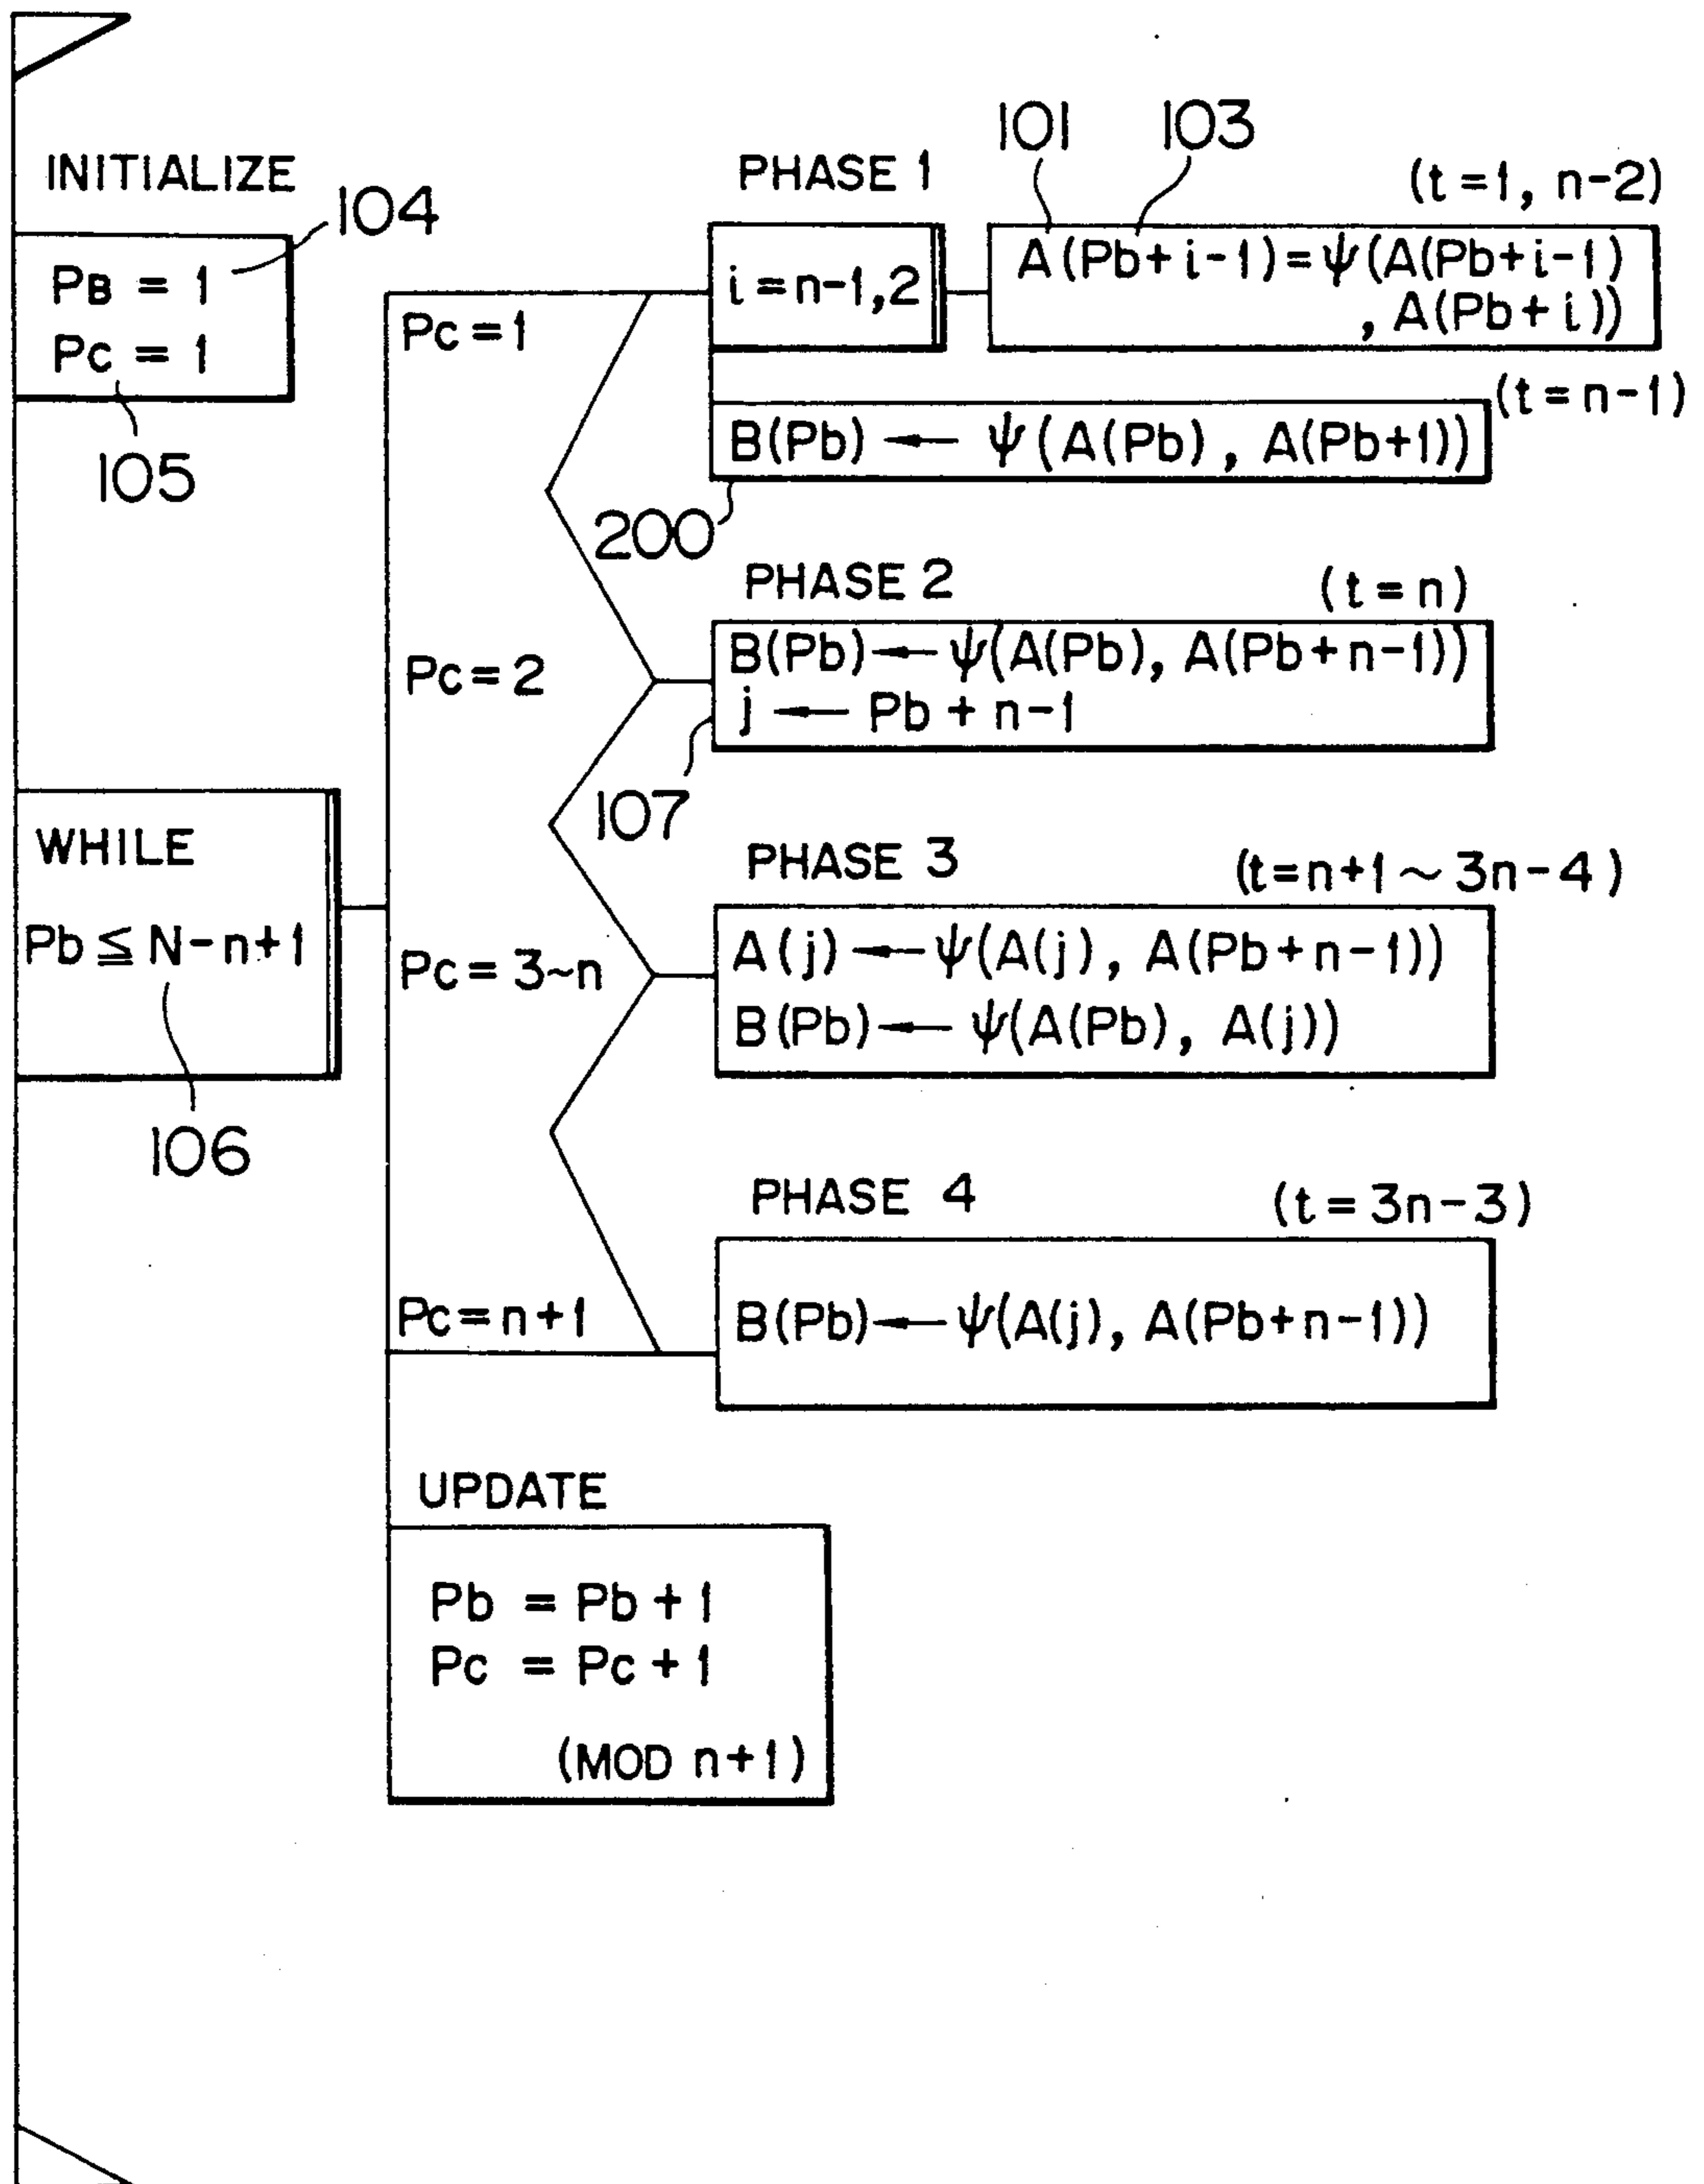 INITIALIZE
104
PB = 1
PC = 1
105
WHILE
Pb ≦ N-n+1
106
Pc = 1
Pc = 2
Pc = 3~n
Pc = n+1
PHASE 1
101
103
(t = 1, n-2)
i = n-1, 2
A(Pb+i-1) = ψ(A(Pb+i-1)
, A(Pb+i))
(t = n-1)
B(Pb) ← ψ(A(Pb), A(Pb+1))
200
PHASE 2
(t = n)
B(Pb) ← ψ(A(Pb), A(Pb+n-1))
j ← Pb + n-1
107
PHASE 3
(t = n+1 ~ 3n-4)
A(j) ← ψ(A(j), A(Pb+n-1))
B(Pb) ← ψ(A(Pb), A(j))
PHASE 4
(t = 3n-3)
B(Pb) ← ψ(A(j), A(Pb+n-1))
UPDATE
Pb = Pb + 1
Pc = Pc + 1
(MOD n+1)